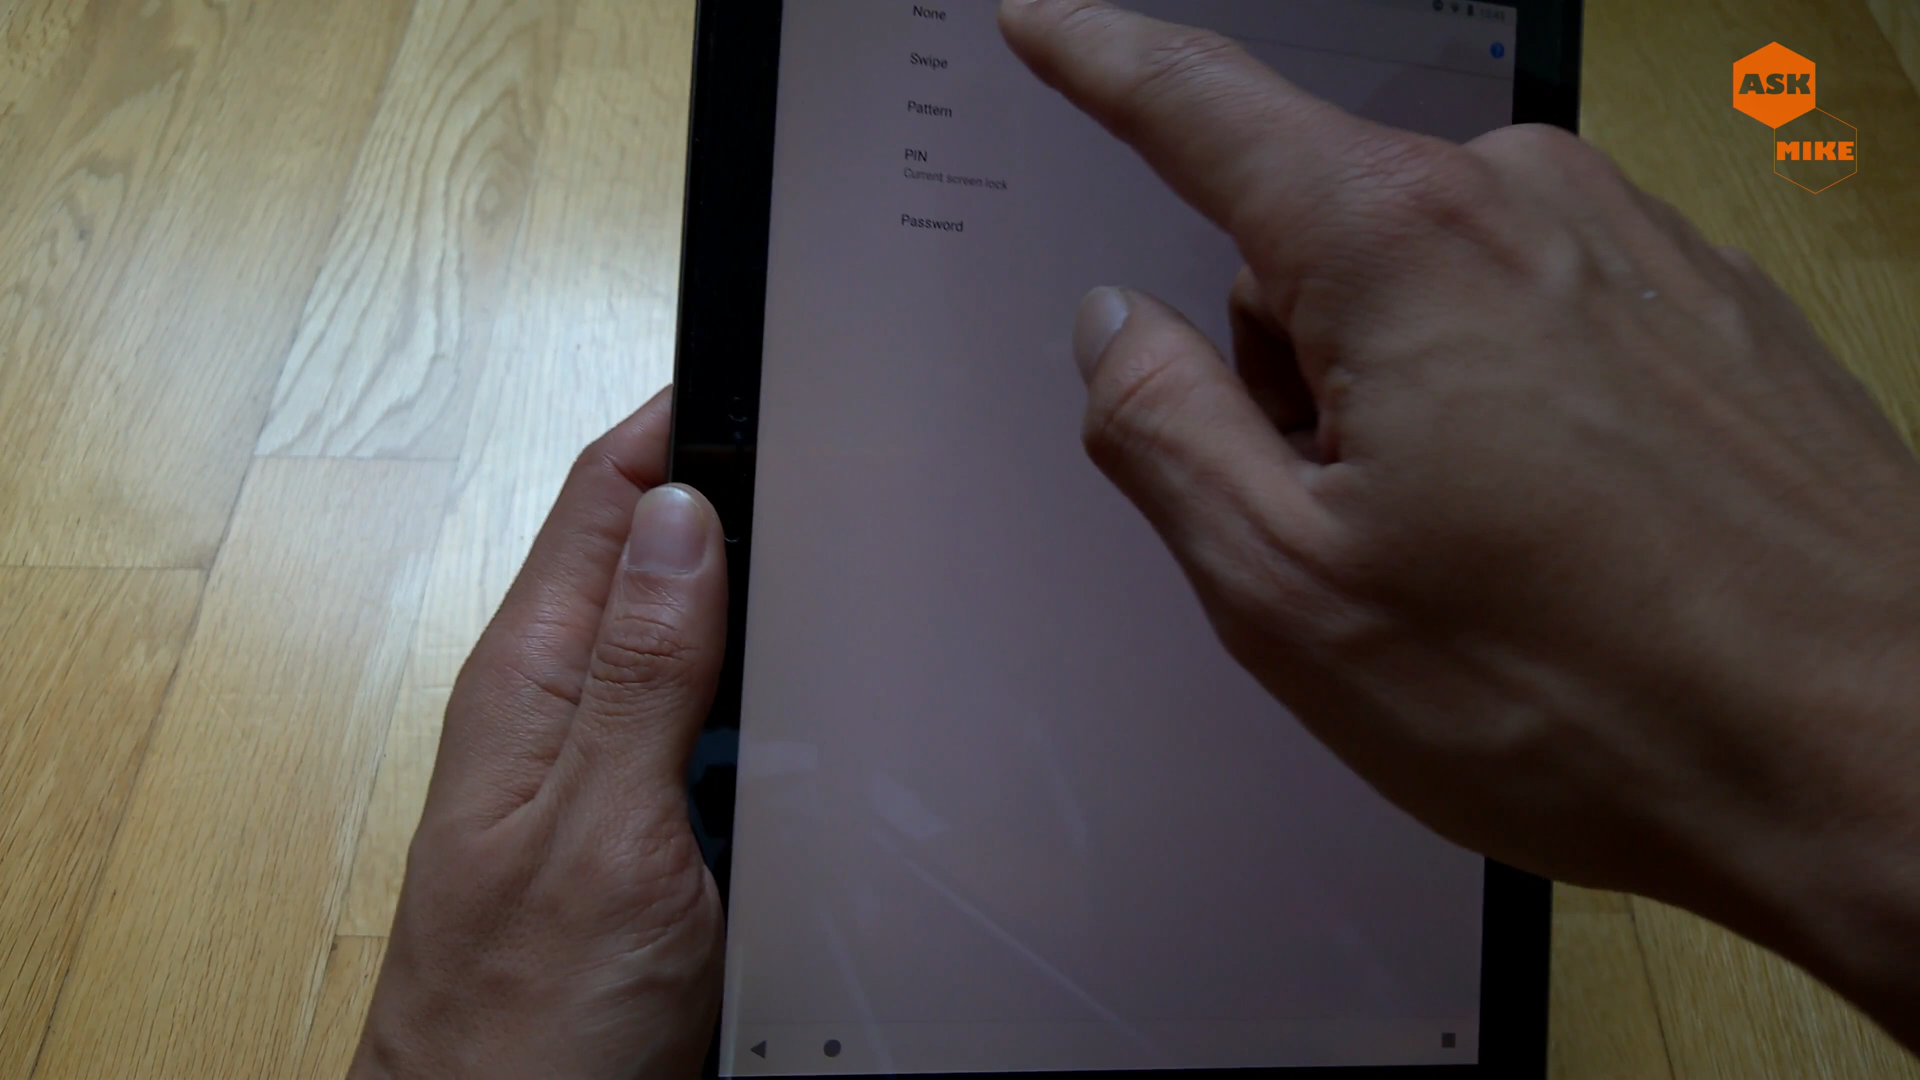 None
Swipe
Pattern
PIN
Current screen lock
Password
ASK
MIKE